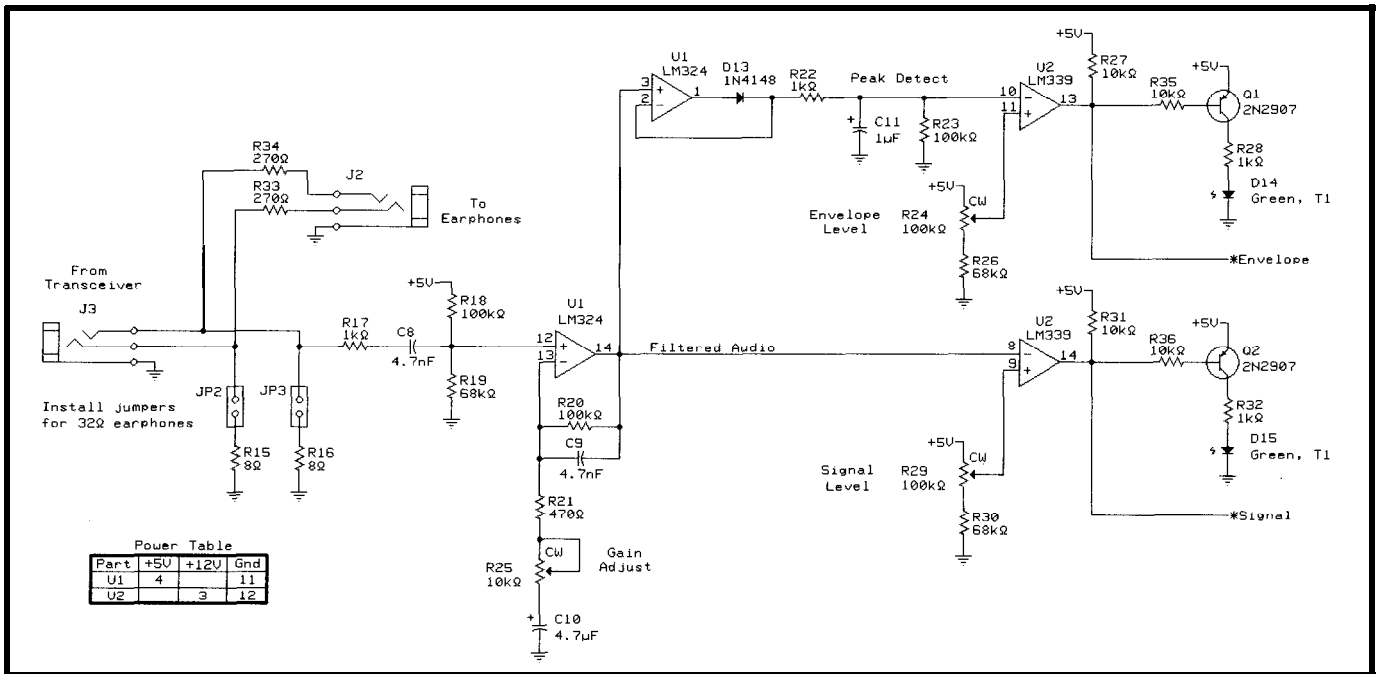 U1
LM324
3
+
2
-
1
D13
1N4148
R22
1kΩ
Peak Detect
+
C11
1µF
R23
100kΩ
10
-
11
+
U2
LM339
13
+5V
R27
10kΩ
R35
10kΩ
+5V
Q1
2N2907
R28
1kΩ
D14
Green, T1
*Envelope
+5V
CW
Envelope
Level
R24
100kΩ
R26
68kΩ
R34
270Ω
R33
270Ω
J2
To
Earphones
From
Transceiver
J3
R17
1kΩ
C8
4.7nF
+5V
R18
100kΩ
R19
68kΩ
U1
LM324
12
+
13
-
14
Filtered Audio
JP2
JP3
Install jumpers
for 32Ω earphones
R15
8Ω
R16
8Ω
R20
100kΩ
C9
4.7nF
R21
470Ω
CW
R25
10kΩ
Gain
Adjust
+
C10
4.7µF
8
-
9
+
U2
LM339
14
+5V
R31
10kΩ
R36
10kΩ
+5V
Q2
2N2907
R32
1kΩ
D15
Green, T1
*Signal
+5V
CW
Signal
Level
R29
100kΩ
R30
68kΩ
Power Table
Part +5V +12V Gnd
U1 4 11
U2 3 12